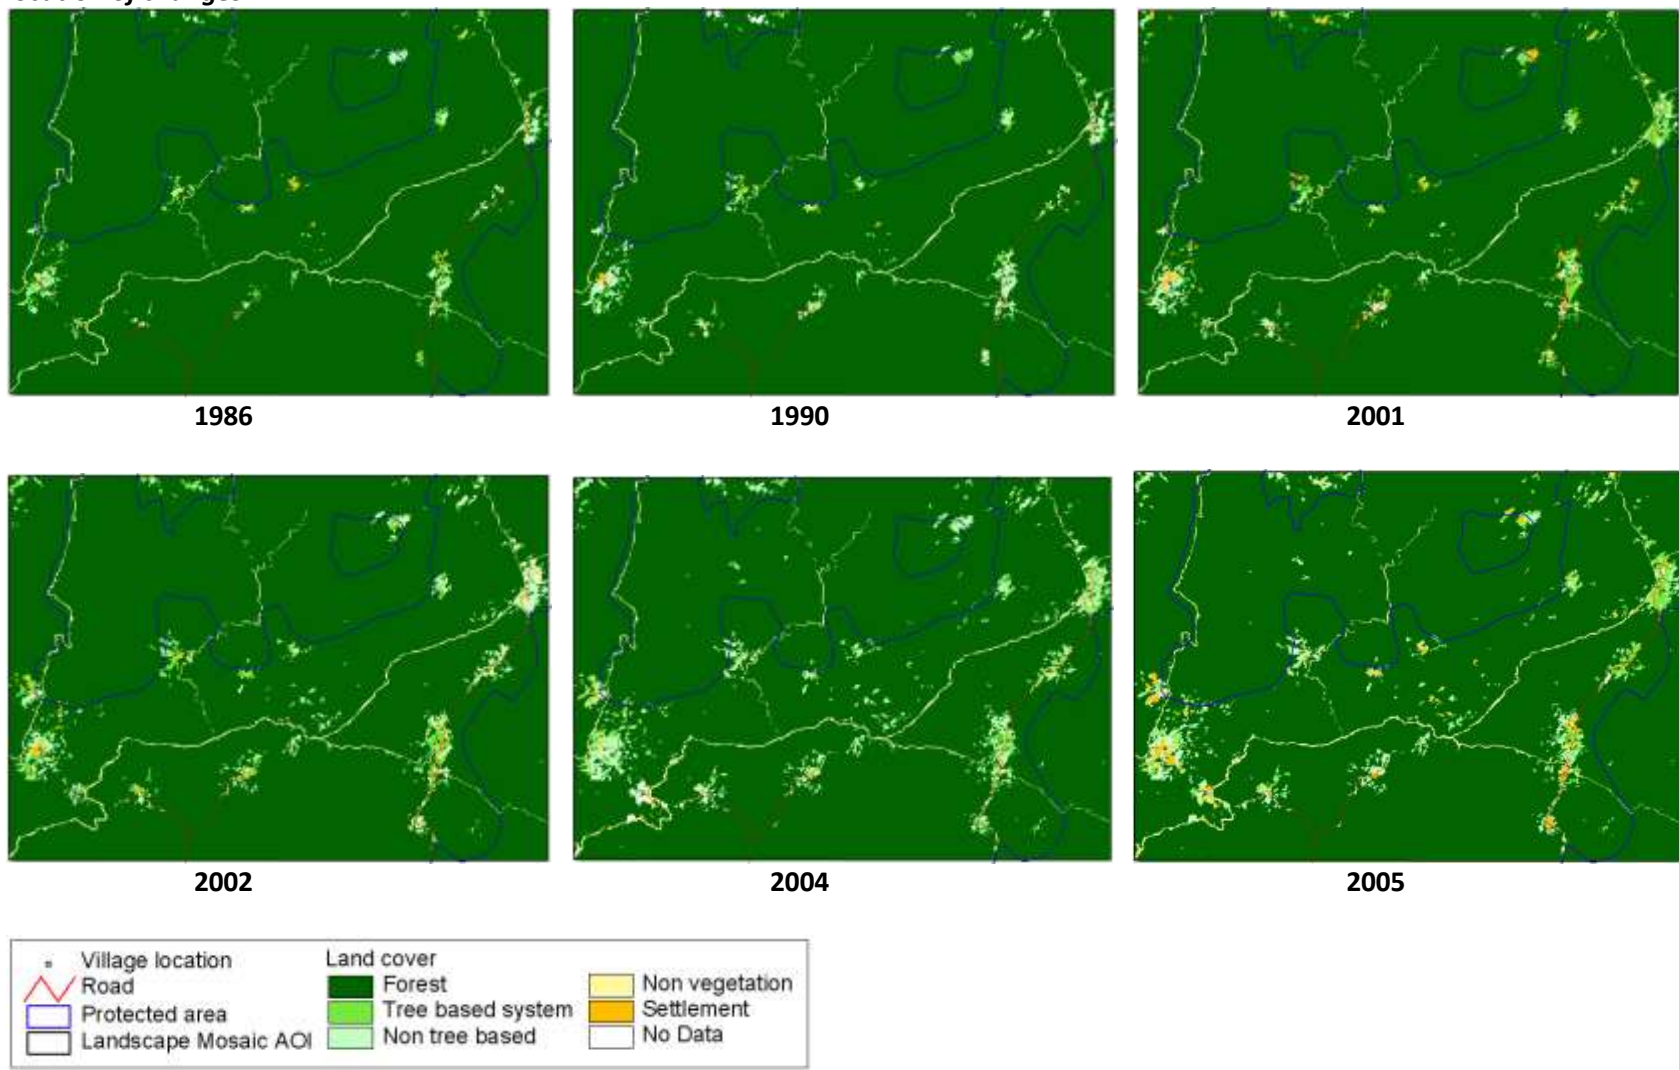 1986
1990
2001
2002
2004
2005
Village location
Road
Protected area
Landscape Mosaic AOI
Land cover
Forest
Tree based system
Non tree based
Non vegetation
Settlement
No Data